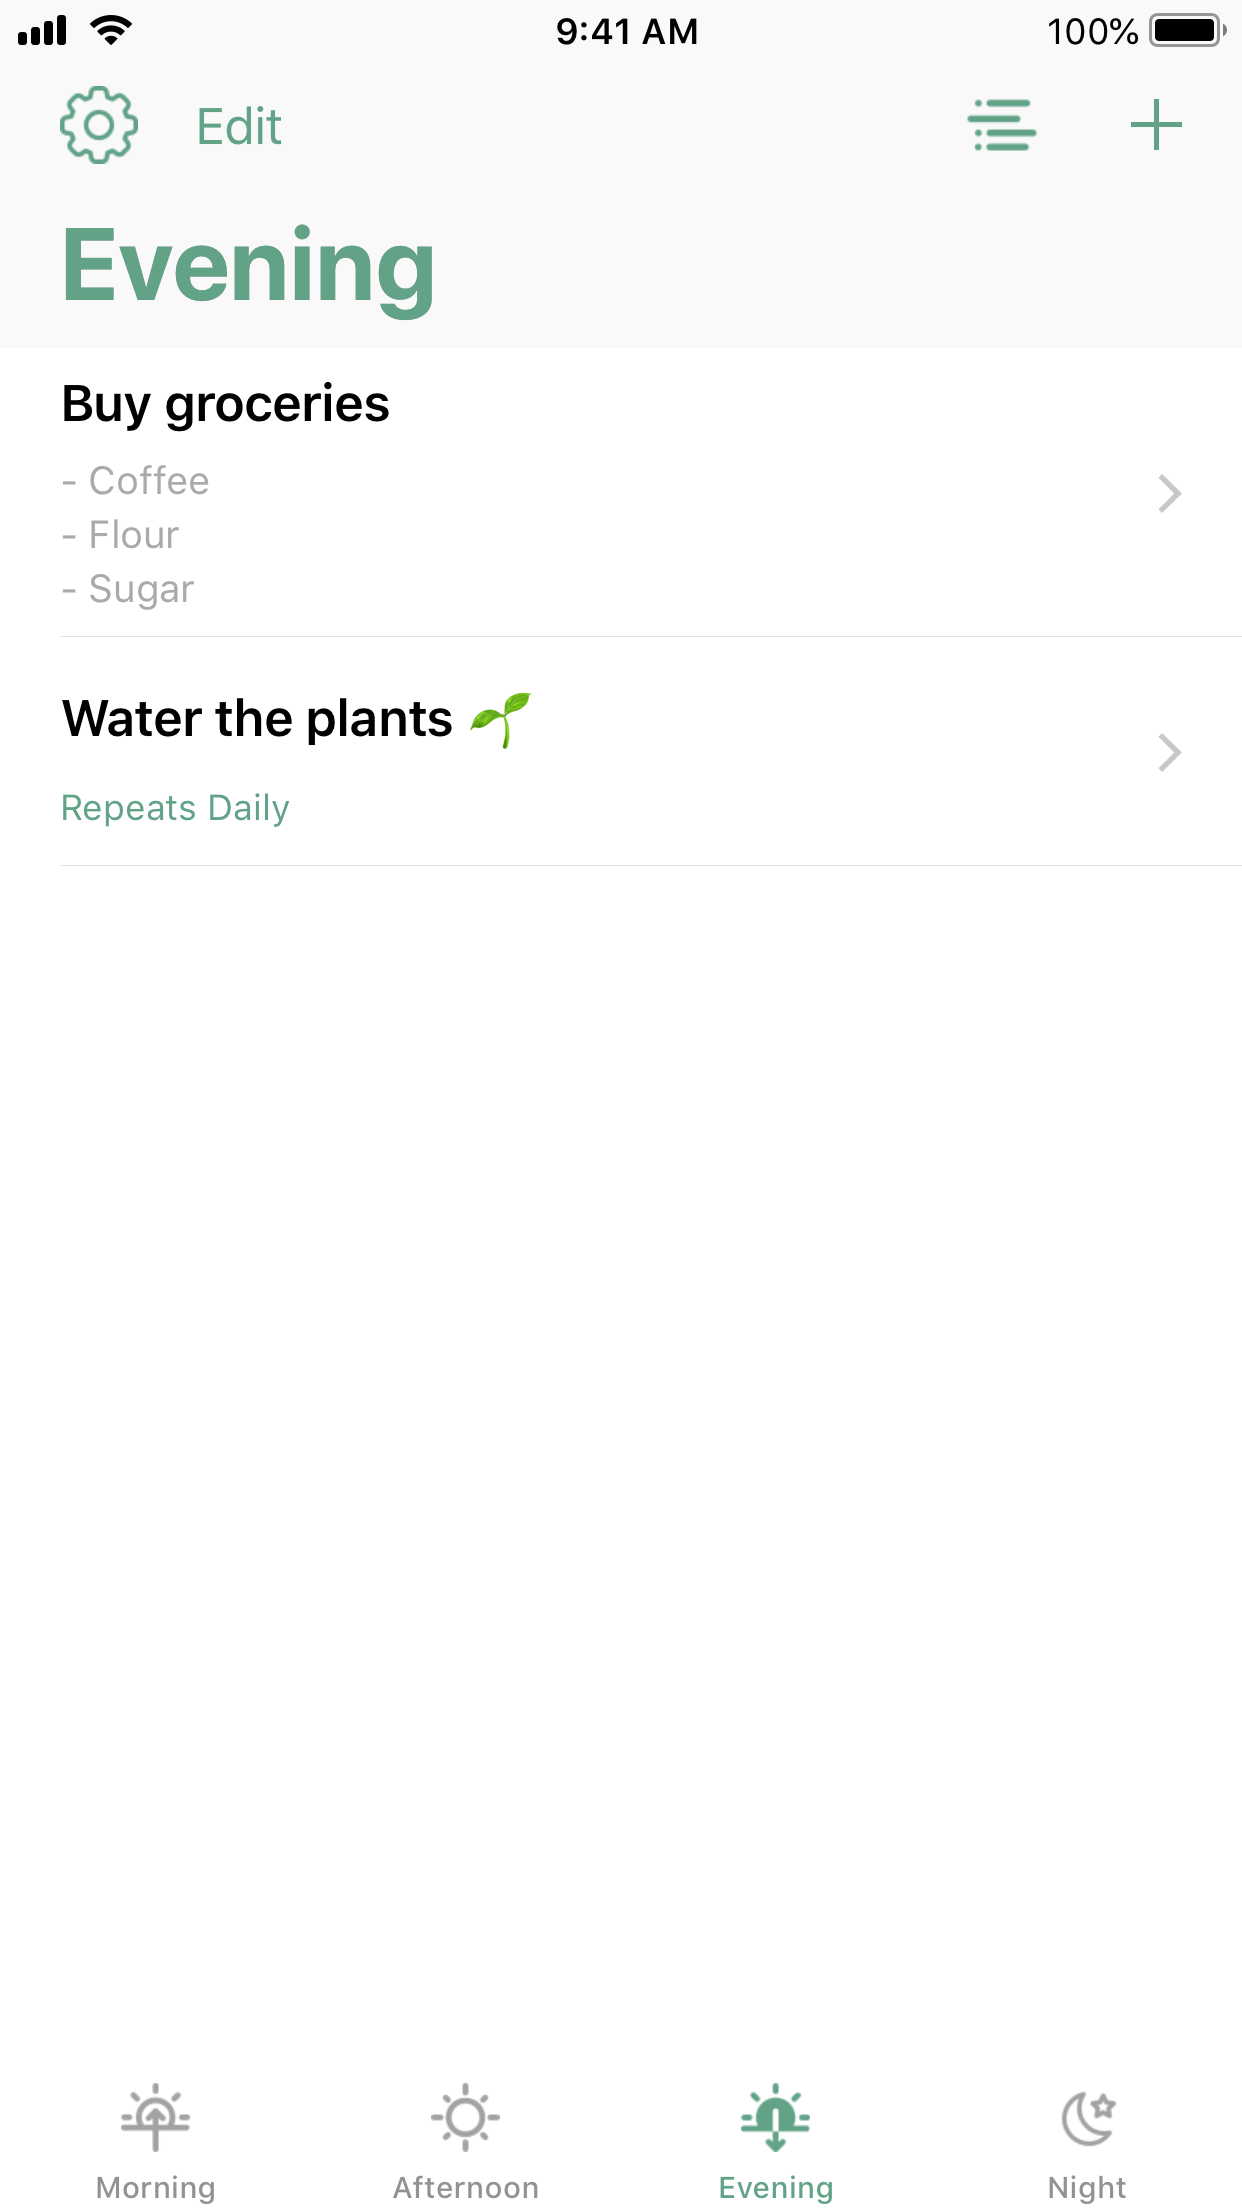 9:41 AM
100%
Edit
Evening
Buy groceries
- Coffee
- Flour
- Sugar
Water the plants 🌱
Repeats Daily
Morning
Afternoon
Evening
Night